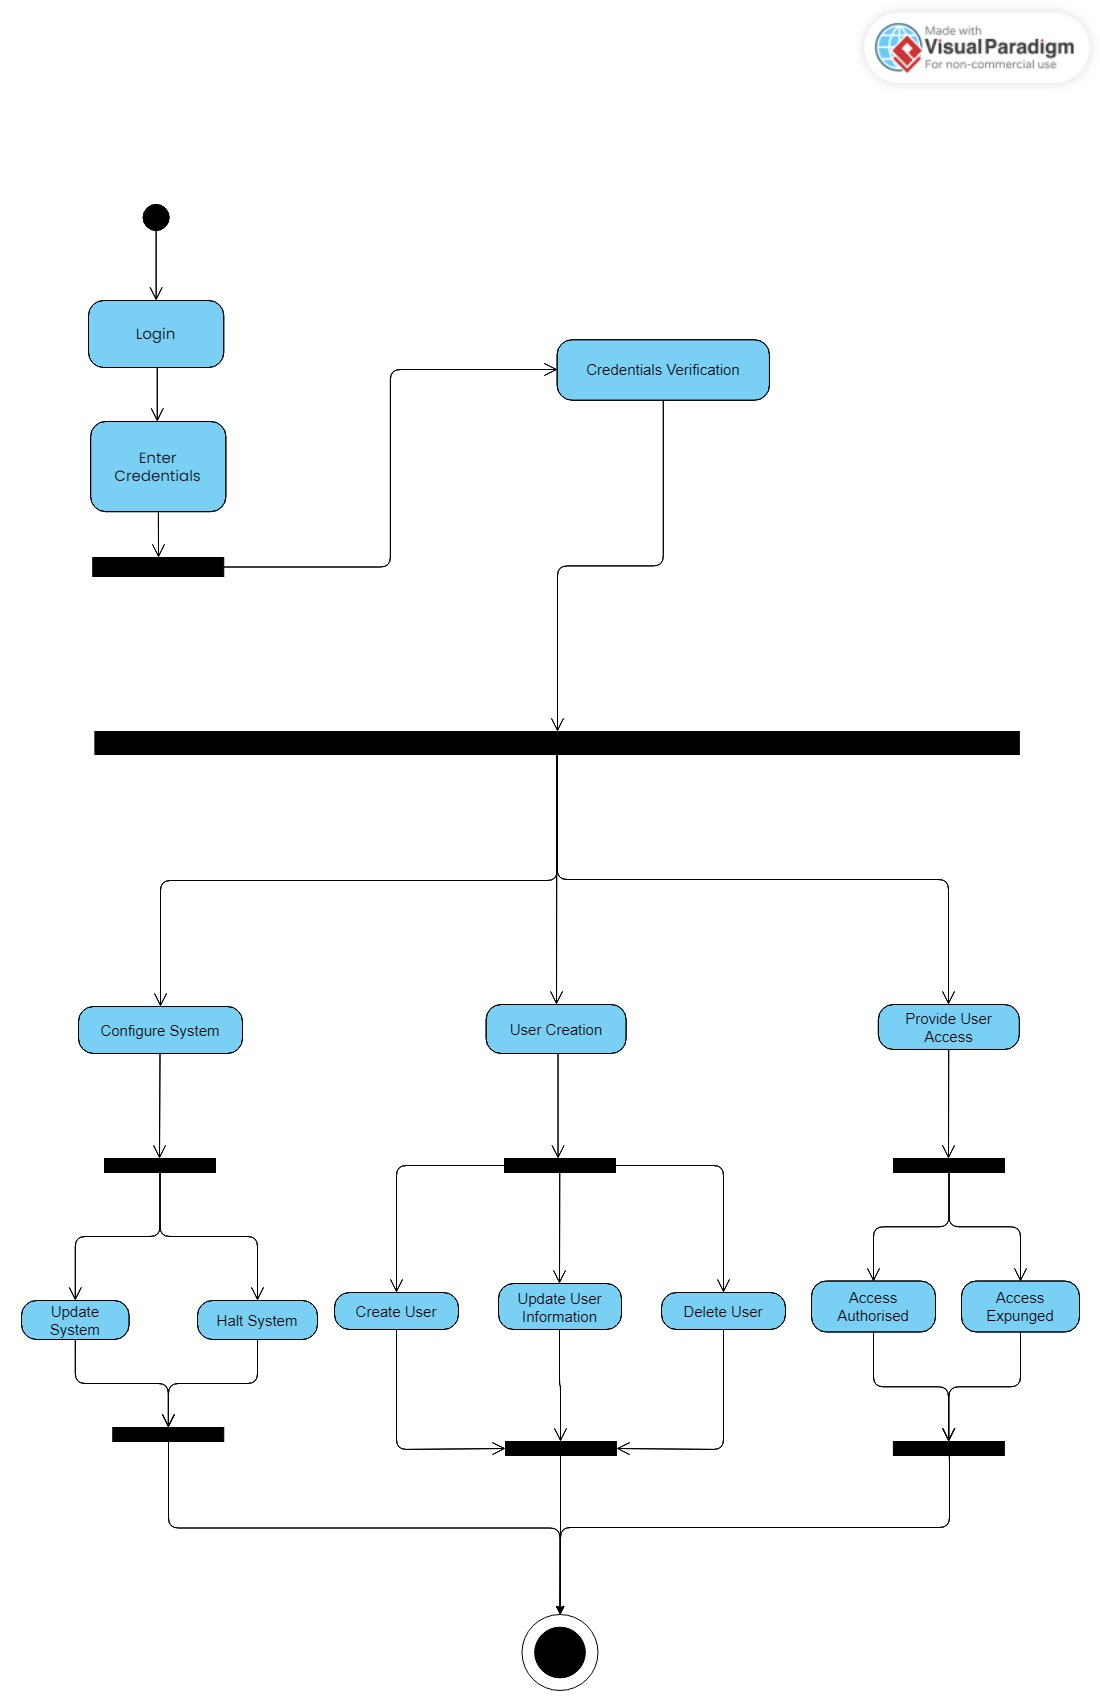 Made with
Visual Paradigm
For non-commercial use
Login
Credentials Verification
Enter
Credentials
Configure System
User Creation
Provide User
Access
Update
System
Halt System
Create User
Update User
Information
Delete User
Access
Authorised
Access
Expunged